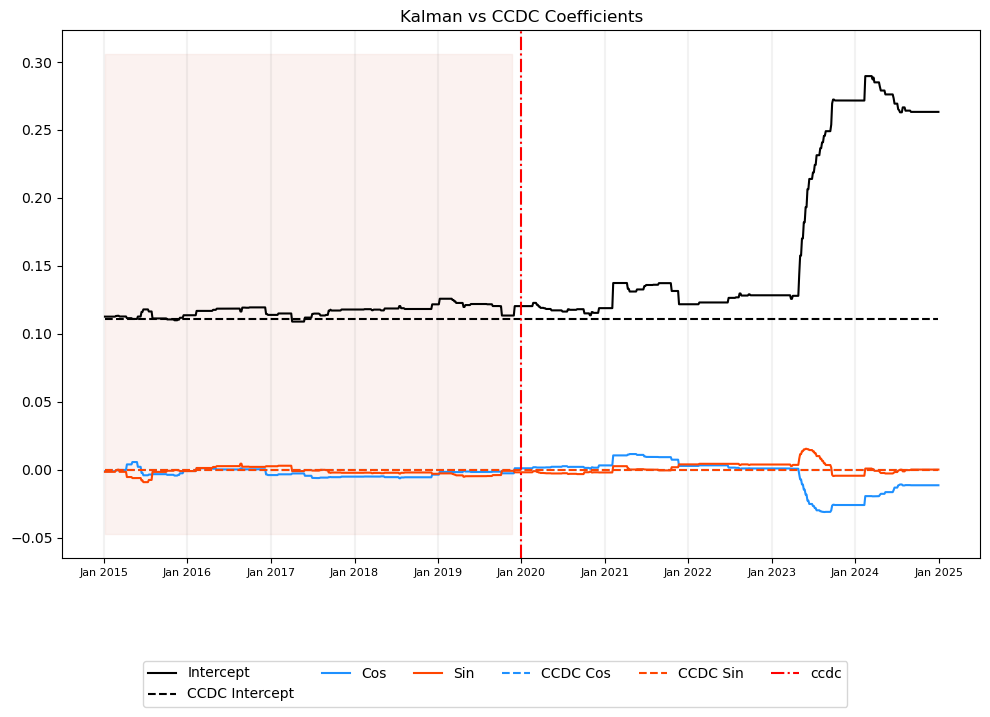 Kalman vs CCDC Coefficients
0.30
0.25
0.20
0.15
0.10
0.05
0.00
−0.05
Jan 2015 Jan 2016 Jan 2017 Jan 2018 Jan 2019 Jan 2020 Jan 2021 Jan 2022 Jan 2023 Jan 2024 Jan 2025
Intercept Cos Sin CCDC Cos CCDC Sin ccdc
CCDC Intercept